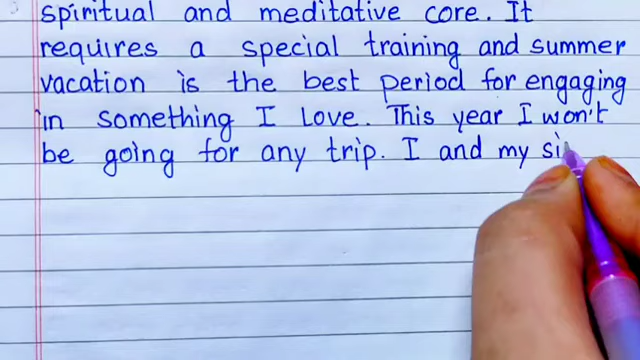 spiritual and meditative core. It
requires a special training and summer
vacation is the best period for engaging
in something I love. This year I won't
be going for any trip. I and my si